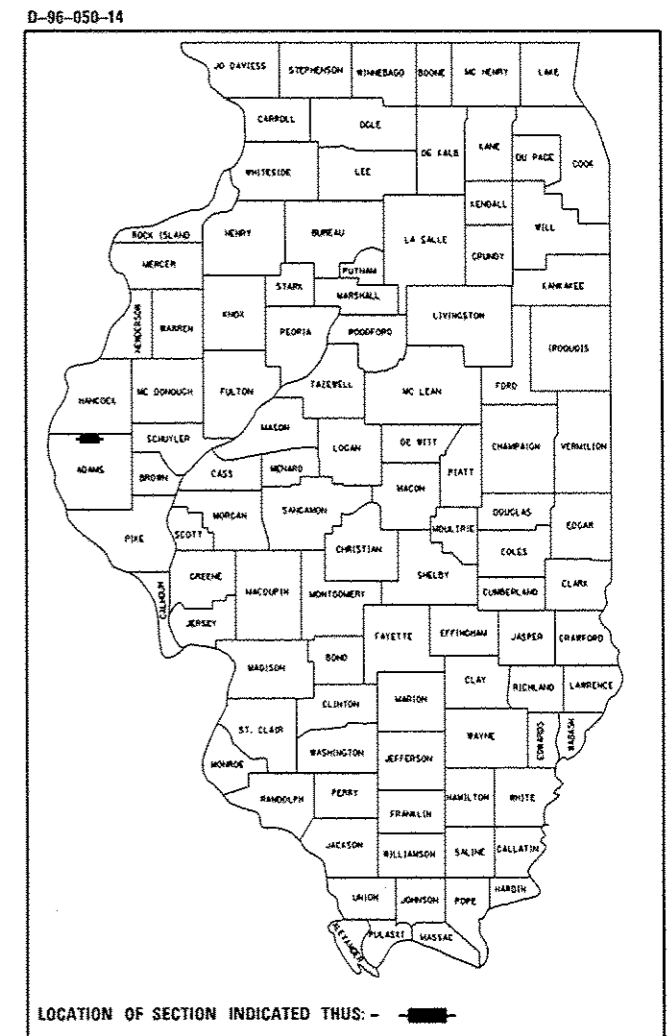 D-96-050-14
JO DAVIESS STEPHENSON WINNEBAGO BOONE MC HENRY LAKE
CARROLL OGLE DE KALB KANE DU PAGE COOK
WHITESIDE LEE KENDALL WILL
ROCK ISLAND HENRY BUREAU LA SALLE GRUNDY
MERCER PUTNAM KANKAKEE
STARK MARSHALL
HENDERSON WARREN KNOX PEORIA WOODFORD LIVINGSTON IROQUOIS
HANCOCK MC DONOUGH FULTON TAZEWELL MC LEAN FORD
MASON
ADAMS SCHUYLER LOGAN DE WITT CHAMPAIGN VERMILION
BROWN CASS MENARD MACON PIATT
PIKE SCOTT MORGAN SANGAMON MOULTRIE DOUGLAS EDGAR
CHRISTIAN COLES
CALHOUN GREENE MACOUPIN MONTGOMERY SHELBY CUMBERLAND CLARK
JERSEY FAYETTE EFFINGHAM JASPER CRAWFORD
MADISON BOND CLAY RICHLAND LAWRENCE
CLINTON MARION
ST. CLAIR WAYNE EDWARDS WABASH
MONROE WASHINGTON JEFFERSON
RANDOLPH PERRY HAMILTON WHITE
FRANKLIN
JACKSON WILLIAMSON SALINE GALLATIN
UNION JOHNSON POPE HARDIN
ALEXANDER PULASKI MASSAC
LOCATION OF SECTION INDICATED THUS: -